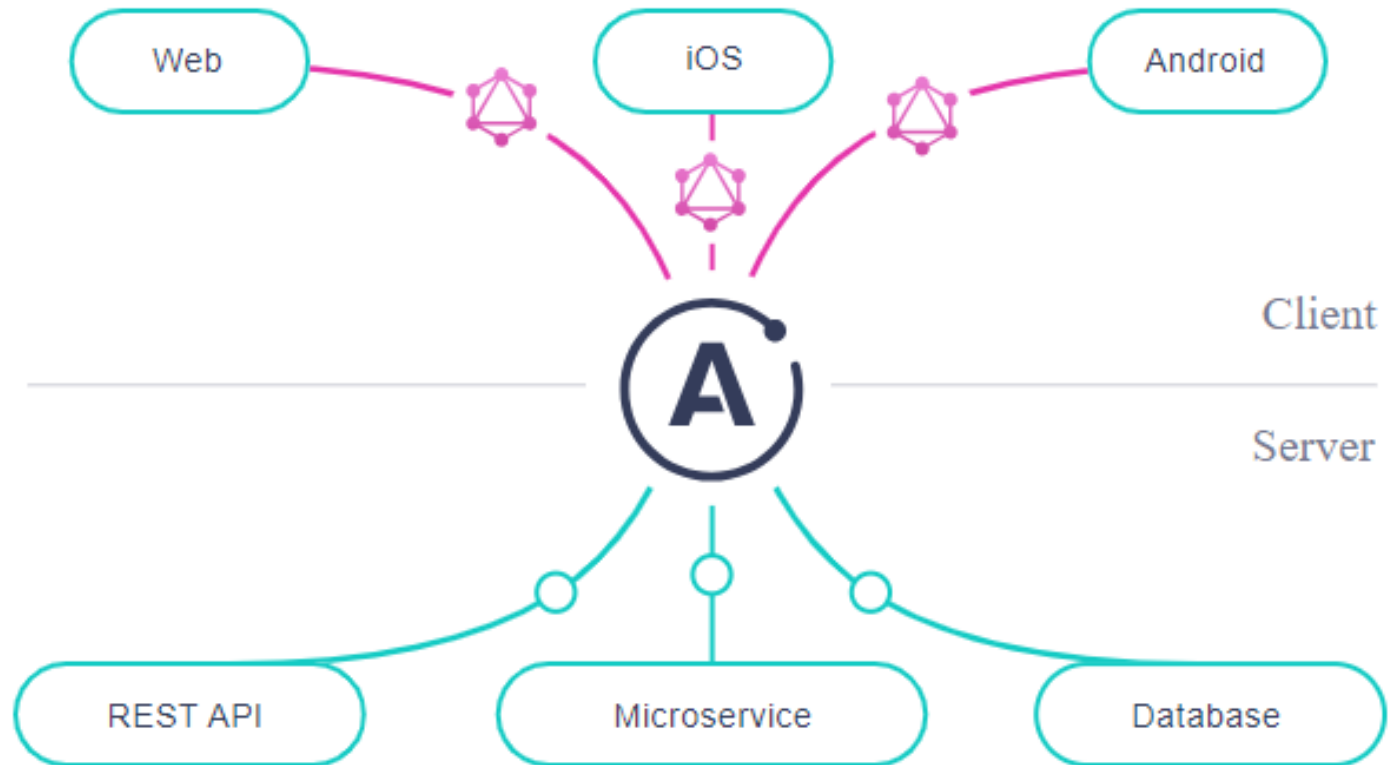 Web
iOS
Android
A
Client
Server
REST API
Microservice
Database